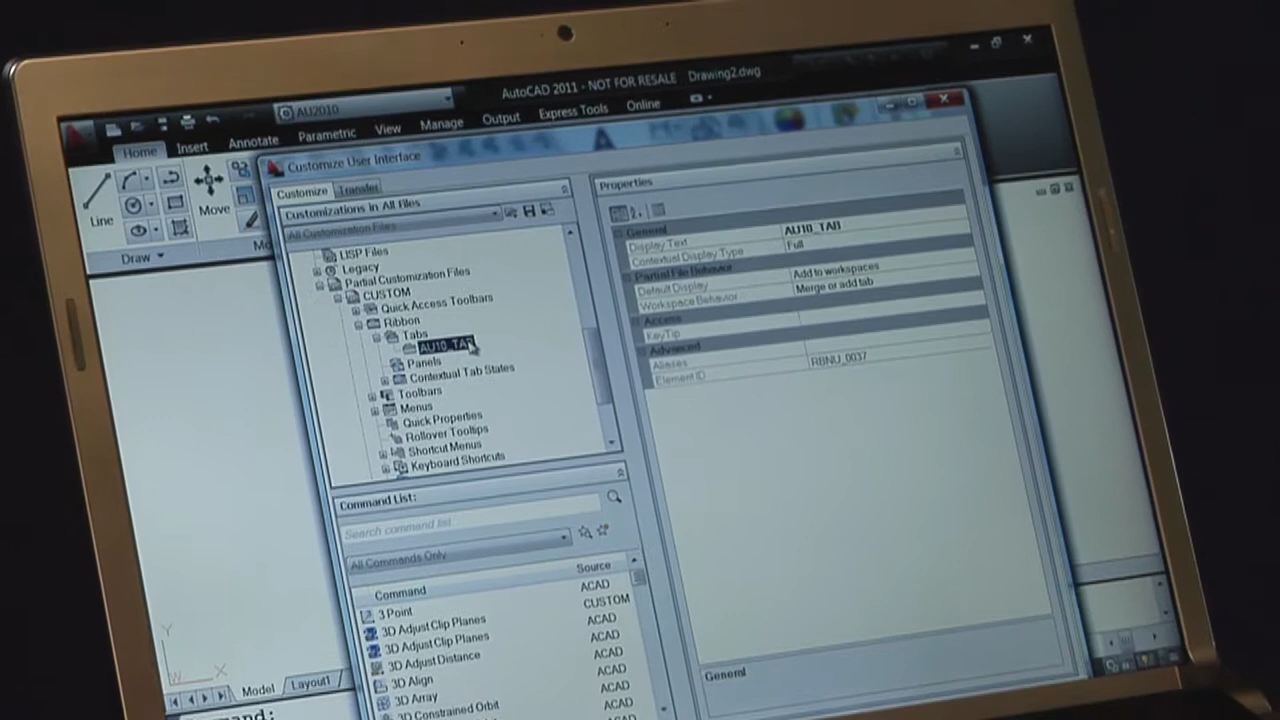 AutoCAD 2011 - NOT FOR RESALE Drawing2.dwg
AU2010
Home Insert Annotate Parametric View Manage Output Express Tools Online
Line
Move
Draw
Customize User Interface
Customize Transfer
Customizations in All Files
All Customization Files
LISP Files
Legacy
Partial Customization Files
CUSTOM
Quick Access Toolbars
Ribbon
Tabs
AU10_TAB
Panels
Contextual Tab States
Toolbars
Menus
Quick Properties
Rollover Tooltips
Shortcut Menus
Keyboard Shortcuts
Command List:
Search command list
All Commands Only
Command Source
3 Point ACAD
3D Adjust Clip Planes CUSTOM
3D Adjust Clip Planes ACAD
3D Adjust Distance ACAD
3D Align ACAD
3D Array ACAD
3D Constrained Orbit ACAD
Properties
General
Display Text AU10_TAB
Contextual Display Type Full
Partial File Behavior
Default Display Add to workspaces
Workspace Behavior Merge or add tab
Access
KeyTip
Advanced
Aliases
Element ID RBNU_0037
General
Y
W X
Model Layout1
Command: